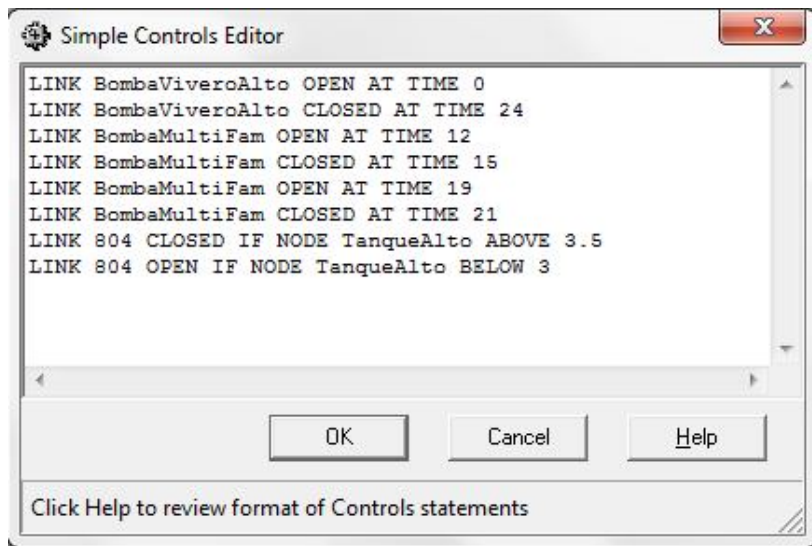 Simple Controls Editor
LINK BombaViveroAlto OPEN AT TIME 0
LINK BombaViveroAlto CLOSED AT TIME 24
LINK BombaMultiFam OPEN AT TIME 12
LINK BombaMultiFam CLOSED AT TIME 15
LINK BombaMultiFam OPEN AT TIME 19
LINK BombaMultiFam CLOSED AT TIME 21
LINK 804 CLOSED IF NODE TanqueAlto ABOVE 3.5
LINK 804 OPEN IF NODE TanqueAlto BELOW 3
OK Cancel Help
Click Help to review format of Controls statements